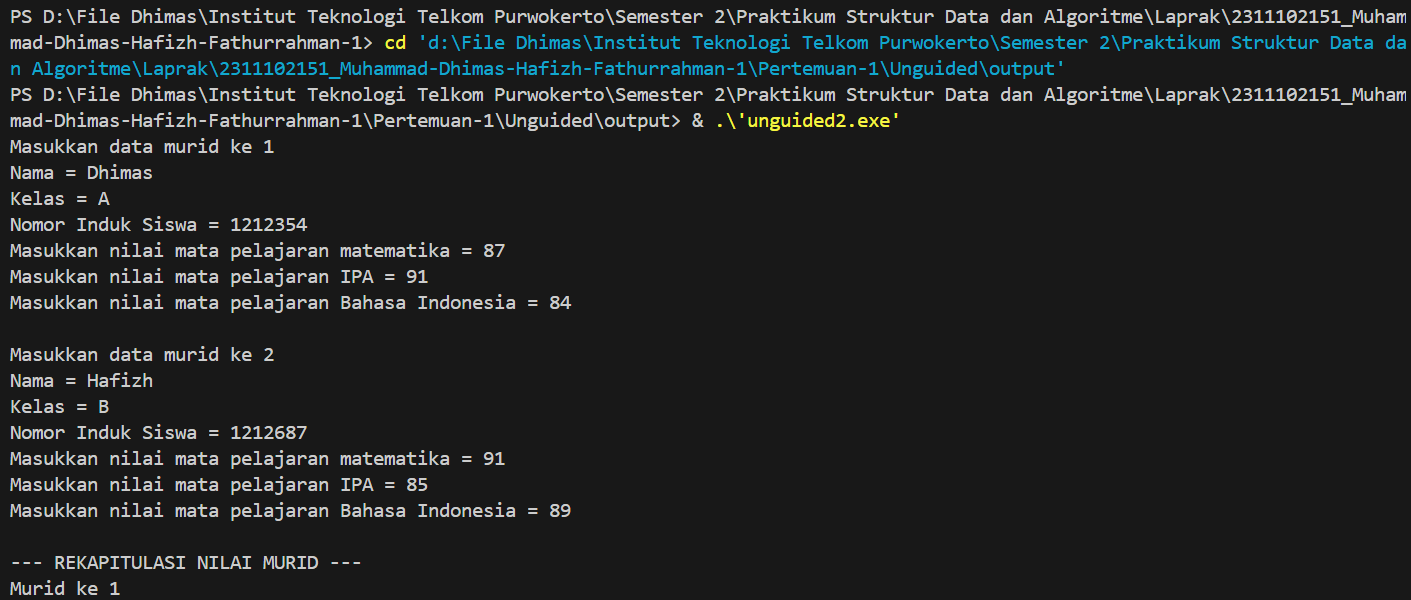 PS D:\File Dhimas\Institut Teknologi Telkom Purwokerto\Semester 2\Praktikum Struktur Data dan Algoritme\Laprak\2311102151_Muham
mad-Dhimas-Hafizh-Fathurrahman-1> cd 'd:\File Dhimas\Institut Teknologi Telkom Purwokerto\Semester 2\Praktikum Struktur Data da
n Algoritme\Laprak\2311102151_Muhammad-Dhimas-Hafizh-Fathurrahman-1\Pertemuan-1\Unguided\output'
PS D:\File Dhimas\Institut Teknologi Telkom Purwokerto\Semester 2\Praktikum Struktur Data dan Algoritme\Laprak\2311102151_Muham
mad-Dhimas-Hafizh-Fathurrahman-1\Pertemuan-1\Unguided\output> & .\'unguided2.exe'
Masukkan data murid ke 1
Nama = Dhimas
Kelas = A
Nomor Induk Siswa = 1212354
Masukkan nilai mata pelajaran matematika = 87
Masukkan nilai mata pelajaran IPA = 91
Masukkan nilai mata pelajaran Bahasa Indonesia = 84

Masukkan data murid ke 2
Nama = Hafizh
Kelas = B
Nomor Induk Siswa = 1212687
Masukkan nilai mata pelajaran matematika = 91
Masukkan nilai mata pelajaran IPA = 85
Masukkan nilai mata pelajaran Bahasa Indonesia = 89

--- REKAPITULASI NILAI MURID ---
Murid ke 1